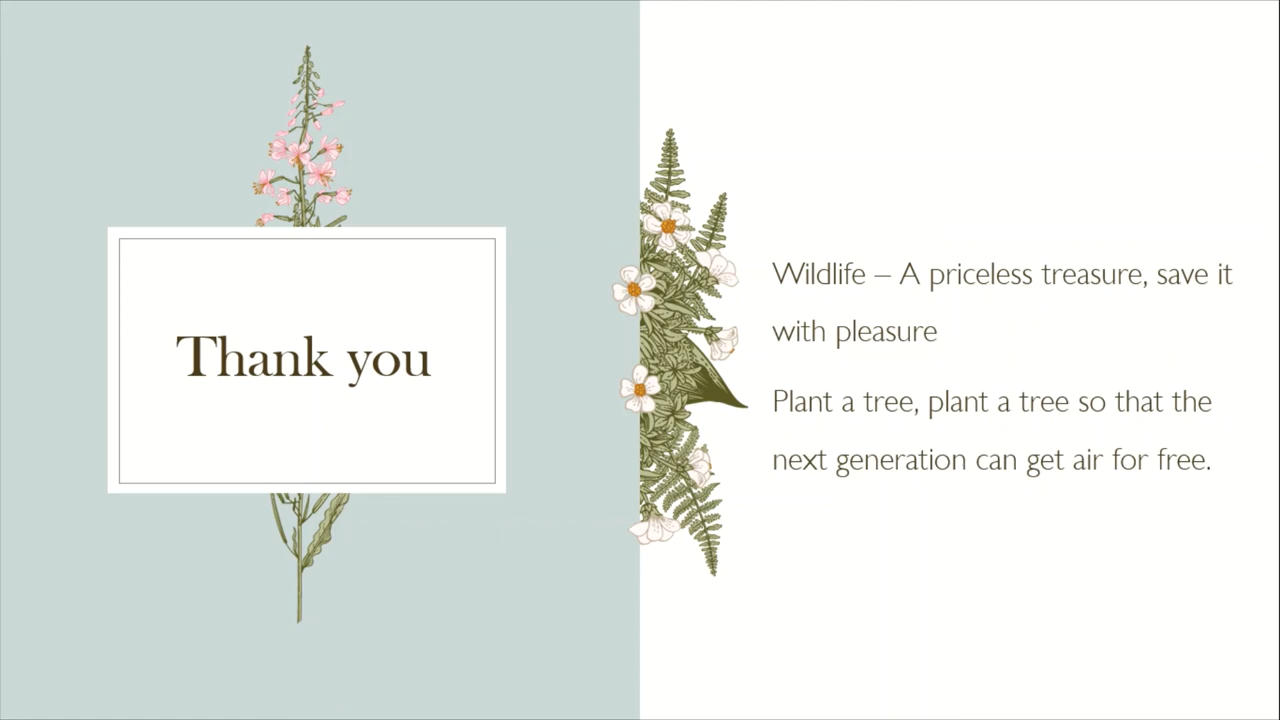 Thank you
Wildlife – A priceless treasure, save it
with pleasure
Plant a tree, plant a tree so that the
next generation can get air for free.